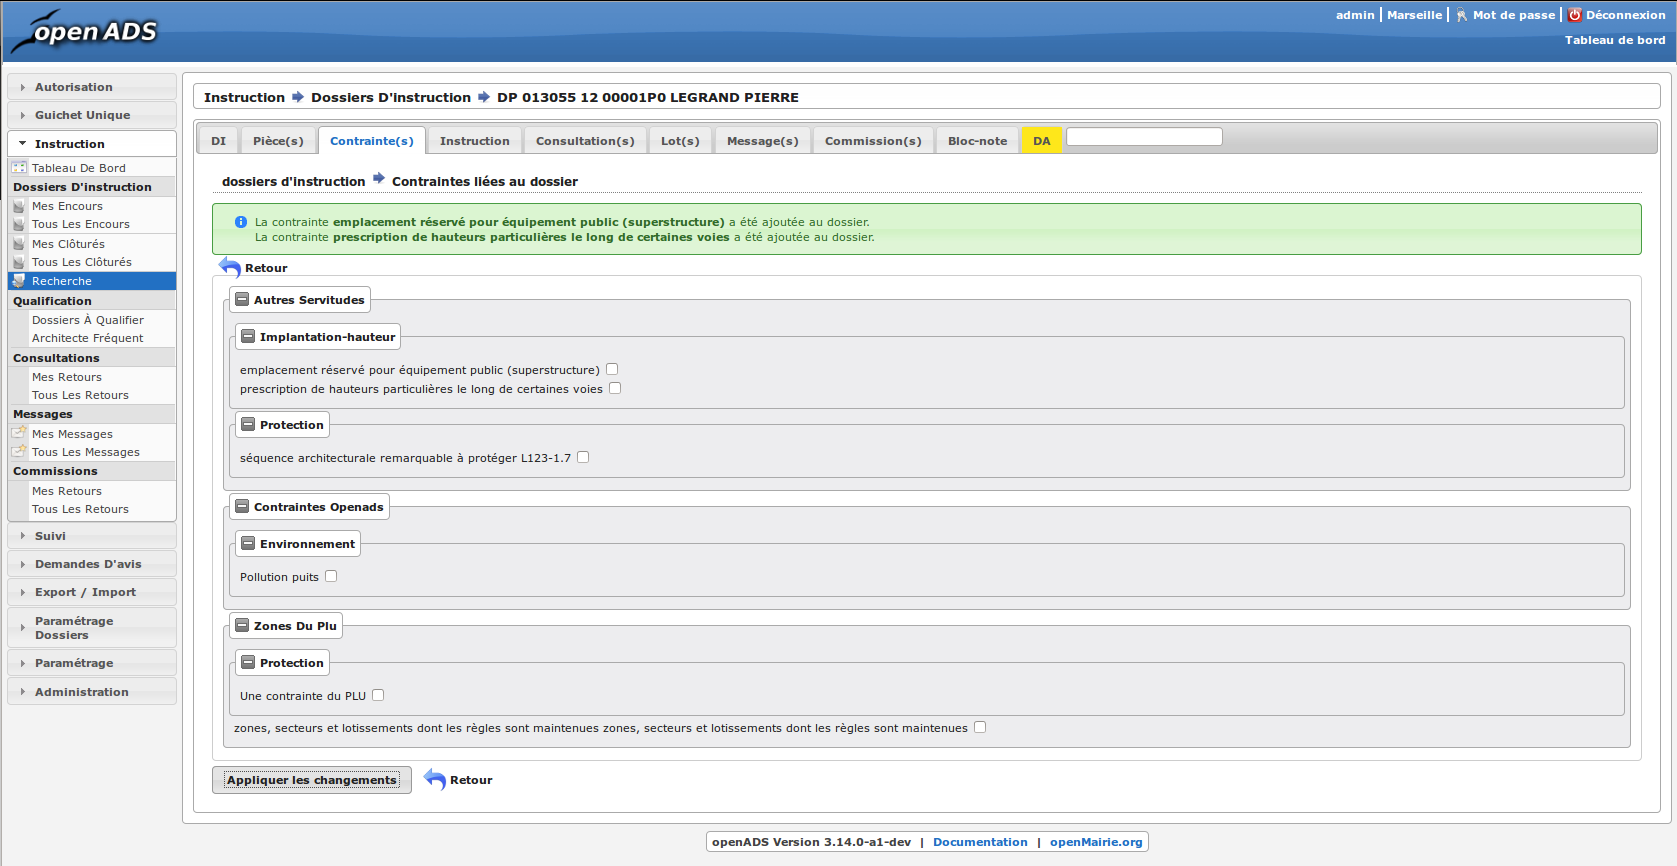 openADS
admin | Marseille | Mot de passe | Déconnexion
Tableau de bord
Autorisation
Guichet Unique
Instruction
Tableau De Bord
Dossiers D'instruction
Mes Encours
Tous Les Encours
Mes Clôturés
Tous Les Clôturés
Recherche
Qualification
Dossiers À Qualifier
Architecte Fréquent
Consultations
Mes Retours
Tous Les Retours
Messages
Mes Messages
Tous Les Messages
Commissions
Mes Retours
Tous Les Retours
Suivi
Demandes D'avis
Export / Import
Paramétrage
Dossiers
Paramétrage
Administration
Instruction Dossiers D'instruction DP 013055 12 00001P0 LEGRAND PIERRE
DI Pièce(s) Contrainte(s) Instruction Consultation(s) Lot(s) Message(s) Commission(s) Bloc-note DA
dossiers d'instruction Contraintes liées au dossier
La contrainte emplacement réservé pour équipement public (superstructure) a été ajoutée au dossier.
La contrainte prescription de hauteurs particulières le long de certaines voies a été ajoutée au dossier.
Retour
Autres Servitudes
Implantation-hauteur
emplacement réservé pour équipement public (superstructure)
prescription de hauteurs particulières le long de certaines voies
Protection
séquence architecturale remarquable à protéger L123-1.7
Contraintes Openads
Environnement
Pollution puits
Zones Du Plu
Protection
Une contrainte du PLU
zones, secteurs et lotissements dont les règles sont maintenues zones, secteurs et lotissements dont les règles sont maintenues
Appliquer les changements Retour
openADS Version 3.14.0-a1-dev | Documentation | openMairie.org